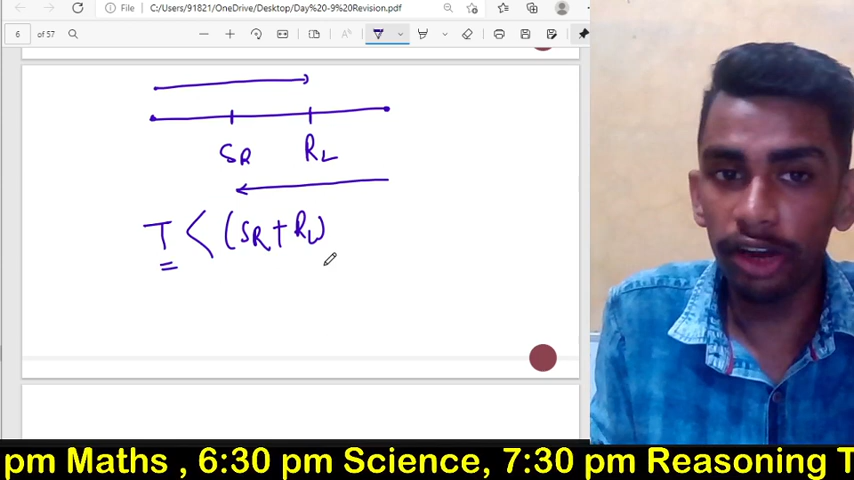 File
C:/Users/91821/OneDrive/Desktop/Day%20-9%20Revision.pdf
6 of 57
SR RL
T < (SR + RL)
pm Maths , 6:30 pm Science, 7:30 pm Reasoning T